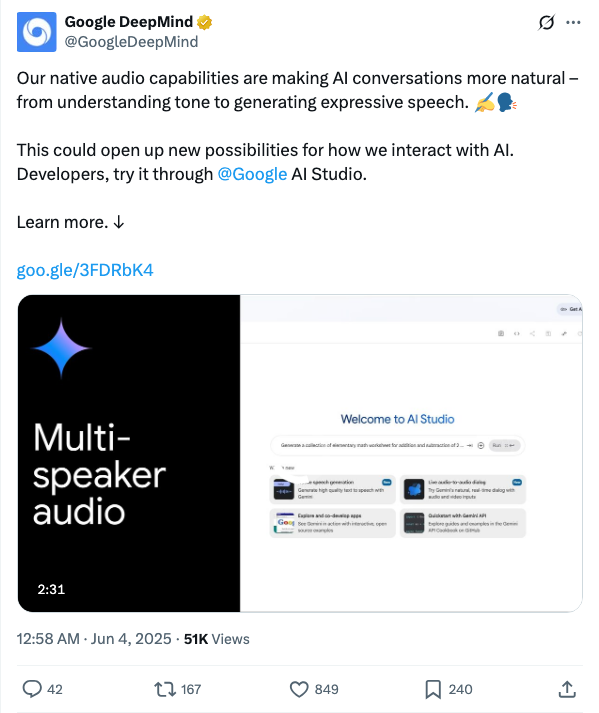 Google DeepMind
@GoogleDeepMind
Our native audio capabilities are making AI conversations more natural –
from understanding tone to generating expressive speech. ✍️🗣️
This could open up new possibilities for how we interact with AI.
Developers, try it through @Google AI Studio.
Learn more. ↓
goo.gle/3FDRbK4
Multi-
speaker
audio
2:31
Get A
Welcome to AI Studio
Generate a collection of elementary math worksheet for addition and subtraction of 2...
Run
speech generation
New
Generate high quality text to speech with
Gemini
Live audio-to-audio dialog
New
Try Gemini's natural, real-time dialog with
audio and video inputs
Explore and co-develop apps
See Gemini in action with interactive, open
source examples
Quickstart with Gemini API
Explore guides and examples in the Gemini
API Cookbook on GitHub
12:58 AM · Jun 4, 2025 · 51K Views
42
167
849
240